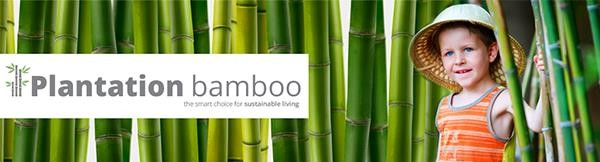 Plantation bamboo
the smart choice for sustainable living